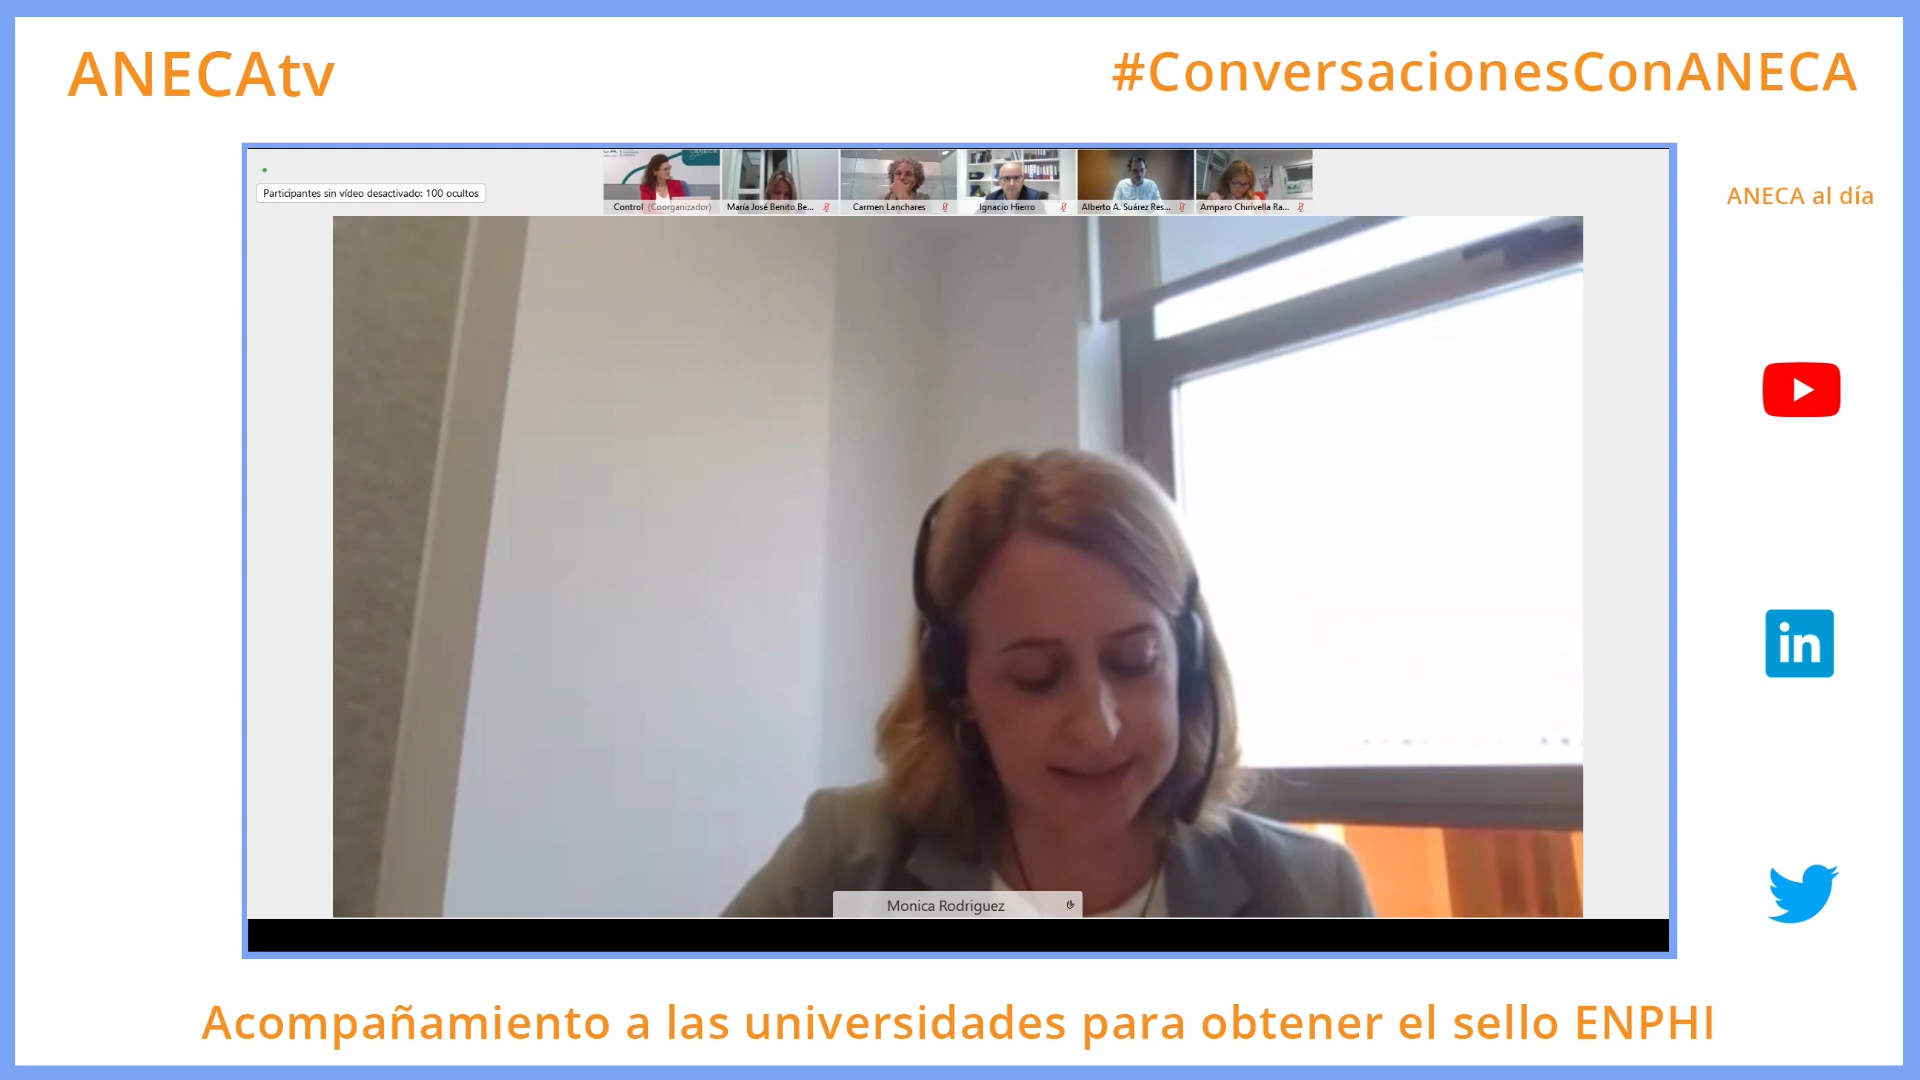 ANECAtv
#ConversacionesConANECA
ANECA al día
Participantes sin vídeo desactivado: 100 ocultos
Control (Coorganizador)
María José Benito Be...
Carmen Lanchares
Ignacio Hierro
Alberto A. Suárez Res...
Amparo Chirivella Ra...
in
Monica Rodriguez
Acompañamiento a las universidades para obtener el sello ENPHI